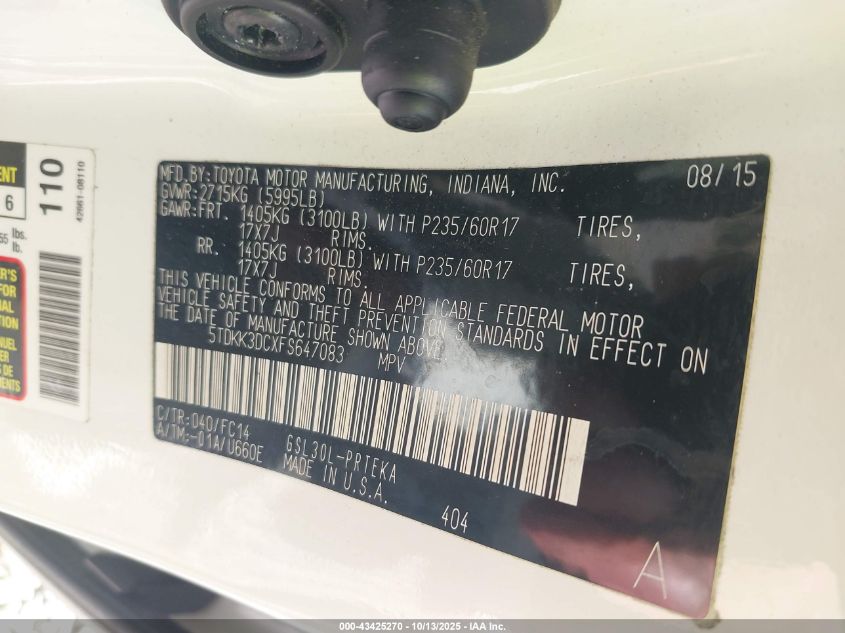 MFD.BY:TOYOTA MOTOR MANUFACTURING, INDIANA, INC. 08/15
GVWR:2715KG (5995LB)
GAWR:FRT. 1405KG (3100LB) WITH P235/60R17 TIRES,
17X7J RIMS.
RR. 1405KG (3100LB) WITH P235/60R17 TIRES,
17X7J RIMS.
THIS VEHICLE CONFORMS TO ALL APPLICABLE FEDERAL MOTOR
VEHICLE SAFETY AND THEFT PREVENTION STANDARDS IN EFFECT ON
THE DATE OF MANUFACTURE SHOWN ABOVE.
5TDKK3DCXFS647083 MPV
C/TR:040/FC14
A/TM:-01A/U660E
GSL30L-PRTEKA
MADE IN U.S.A.
404
A
110
42661-08110
6
lbs.
lb.
000-43425270 - 10/13/2025 - IAA Inc.